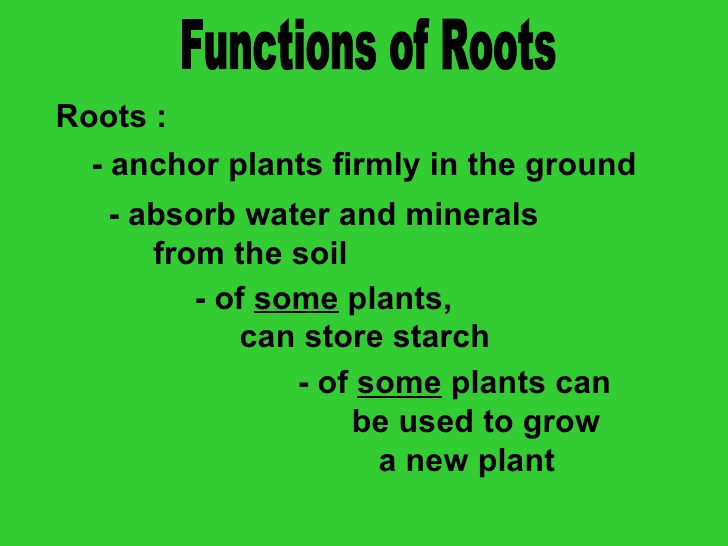 Functions of Roots
Roots :
- anchor plants firmly in the ground
- absorb water and minerals
from the soil
- of some plants,
can store starch
- of some plants can
be used to grow
a new plant